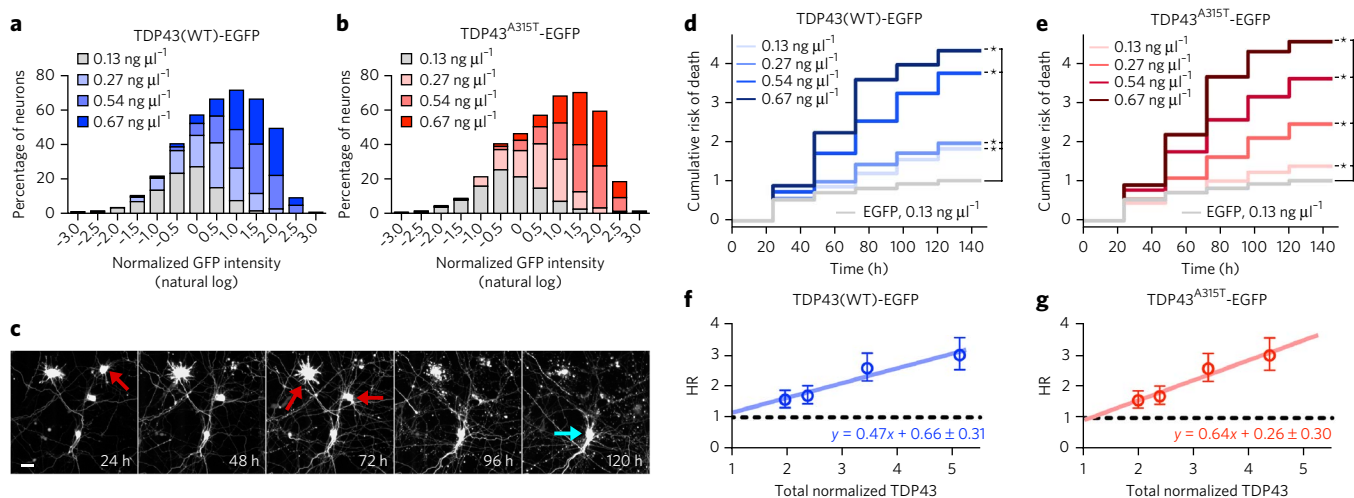 a
TDP43(WT)-EGFP
0.13 ng µl⁻¹
0.27 ng µl⁻¹
0.54 ng µl⁻¹
0.67 ng µl⁻¹
Percentage of neurons
80
60
40
20
0
−3.0
−2.5
−2.0
−1.5
−1.0
−0.5
0
0.5
1.0
1.5
2.0
2.5
3.0
Normalized GFP intensity
(natural log)
b
TDP43^A315T-EGFP
0.13 ng µl⁻¹
0.27 ng µl⁻¹
0.54 ng µl⁻¹
0.67 ng µl⁻¹
Percentage of neurons
80
60
40
20
0
−3.0
−2.5
−2.0
−1.5
−1.0
−0.5
0
0.5
1.0
1.5
2.0
2.5
3.0
Normalized GFP intensity
(natural log)
c
24 h
48 h
72 h
96 h
120 h
d
TDP43(WT)-EGFP
0.13 ng µl⁻¹
0.27 ng µl⁻¹
0.54 ng µl⁻¹
0.67 ng µl⁻¹
Cumulative risk of death
4
2
0
*
*
*
*
EGFP, 0.13 ng µl⁻¹
0 20 40 60 80 100 120 140
Time (h)
e
TDP43^A315T-EGFP
0.13 ng µl⁻¹
0.27 ng µl⁻¹
0.54 ng µl⁻¹
0.67 ng µl⁻¹
Cumulative risk of death
4
2
0
*
*
*
*
EGFP, 0.13 ng µl⁻¹
0 20 40 60 80 100 120 140
Time (h)
f
TDP43(WT)-EGFP
HR
4
3
2
1
0
y = 0.47x + 0.66 ± 0.31
1 2 3 4 5
Total normalized TDP43
g
TDP43^A315T-EGFP
HR
4
3
2
1
0
y = 0.64x + 0.26 ± 0.30
1 2 3 4 5
Total normalized TDP43